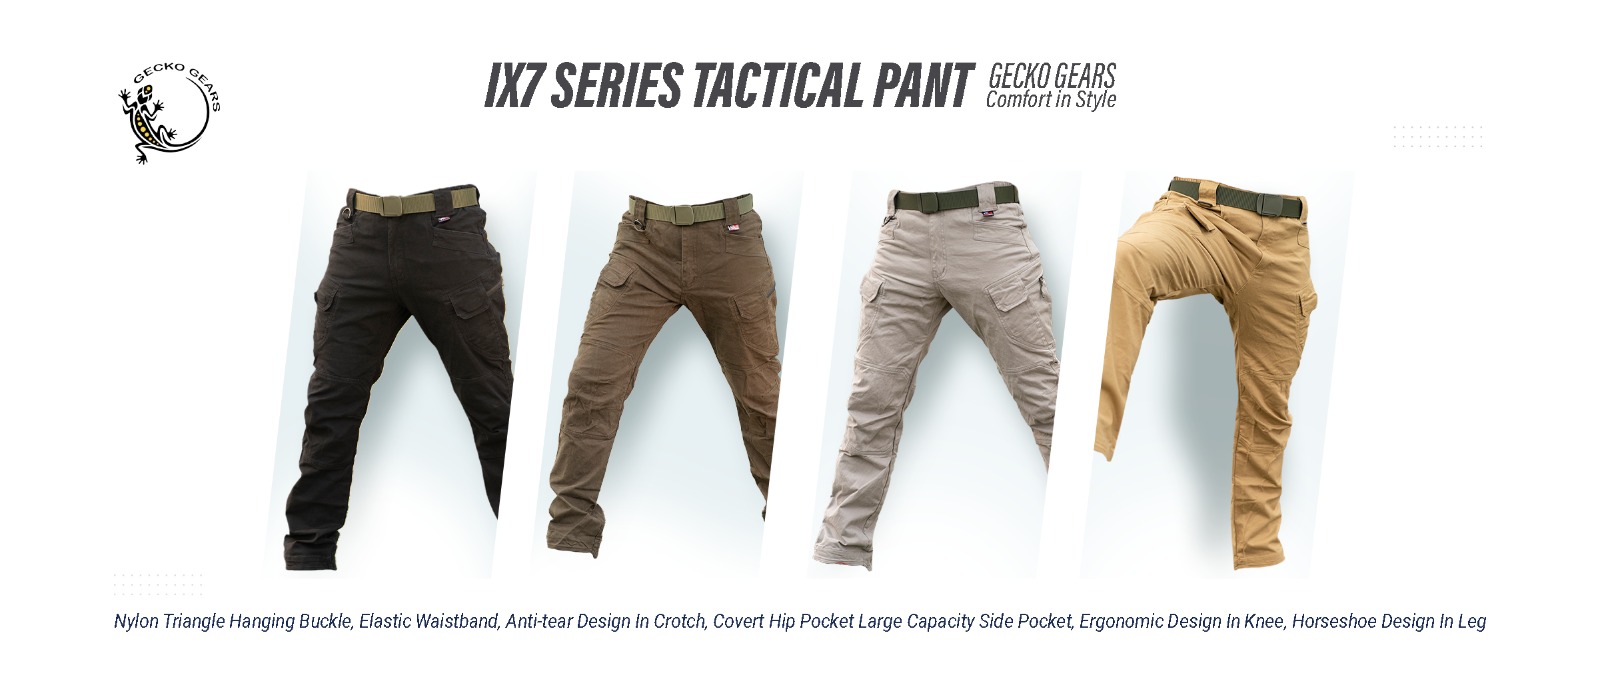 GECKO GEARS
IX7 SERIES TACTICAL PANT
GECKO GEARS
Comfort in Style
Nylon Triangle Hanging Buckle, Elastic Waistband, Anti-tear Design In Crotch, Covert Hip Pocket Large Capacity Side Pocket, Ergonomic Design In Knee, Horseshoe Design In Leg